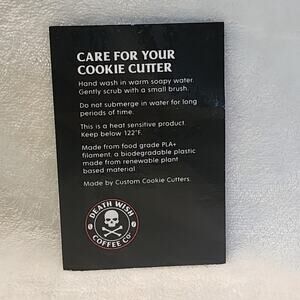 CARE FOR YOUR
COOKIE CUTTER
Hand wash in warm soapy water.
Gently scrub with a small brush.
Do not submerge in water for long
periods of time.
This is a heat sensitive product.
Keep below 122°F.
Made from food grade PLA+
filament, a biodegradable plastic
made from renewable plant
based material.
Made by Custom Cookie Cutters.
DEATH WISH
COFFEE CO